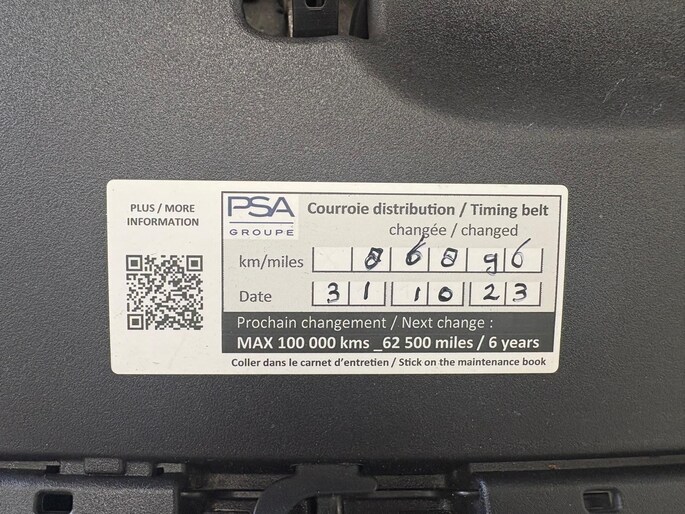 PLUS / MORE
INFORMATION
PSA
GROUPE
Courroie distribution / Timing belt
changée / changed
km/miles
Date 31 10 23
Prochain changement / Next change :
MAX 100 000 kms _62 500 miles / 6 years
Coller dans le carnet d'entretien / Stick on the maintenance book